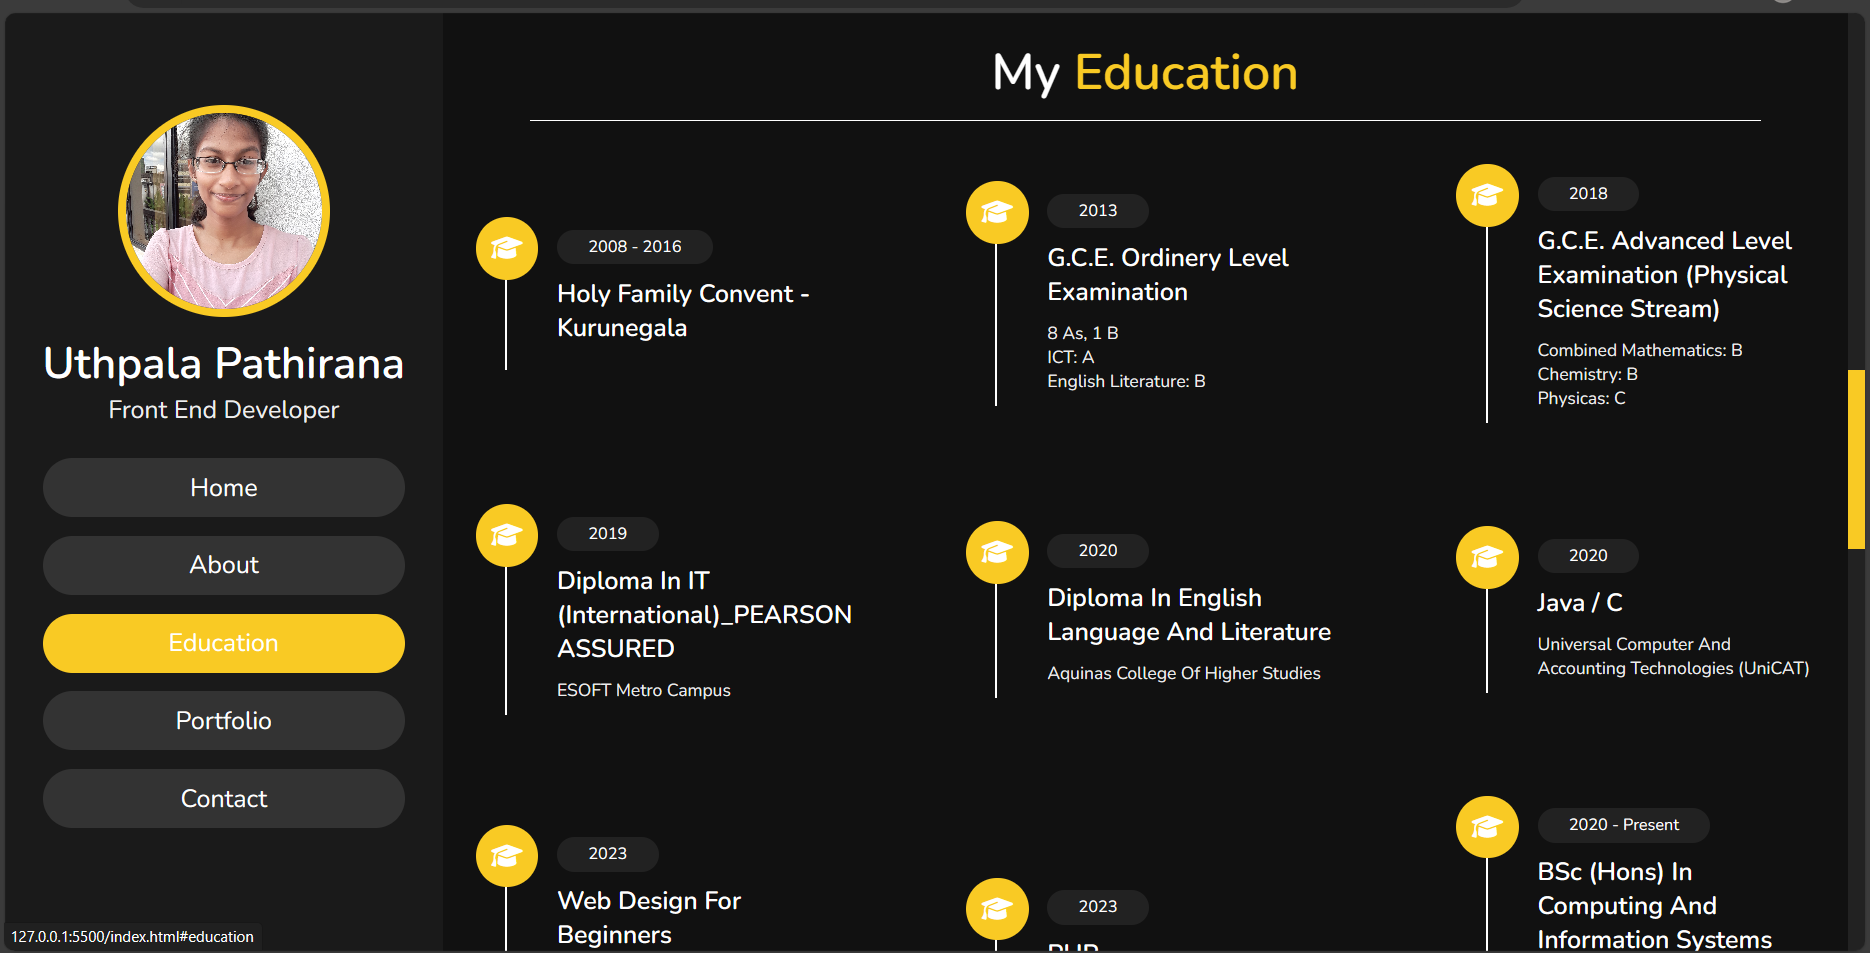 Uthpala Pathirana
Front End Developer
Home
About
Education
Portfolio
Contact
My Education
2008 - 2016
Holy Family Convent -
Kurunegala
2013
G.C.E. Ordinery Level
Examination
8 As, 1 B
ICT: A
English Literature: B
2018
G.C.E. Advanced Level
Examination (Physical
Science Stream)
Combined Mathematics: B
Chemistry: B
Physicas: C
2019
Diploma In IT
(International)_PEARSON
ASSURED
ESOFT Metro Campus
2020
Diploma In English
Language And Literature
Aquinas College Of Higher Studies
2020
Java / C
Universal Computer And
Accounting Technologies (UniCAT)
2023
Web Design For
Beginners
2023
PHP
2020 - Present
BSc (Hons) In
Computing And
Information Systems
127.0.0.1:5500/index.html#education